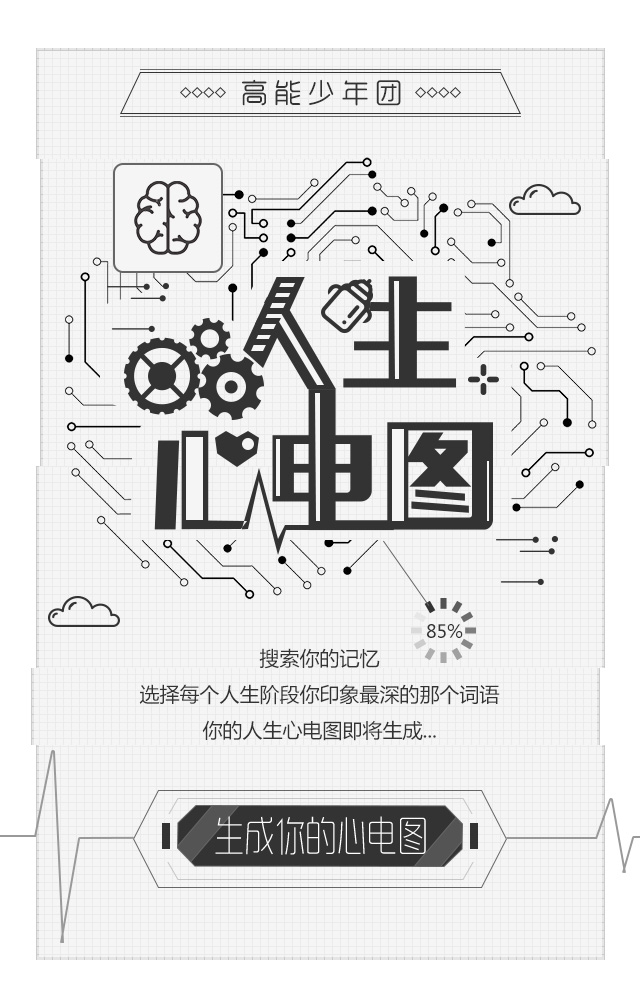 高能少年团
人生
心电图
85%
搜索你的记忆
选择每个人生阶段你印象最深的那个词语
你的人生心电图即将生成...
生成你的心电图